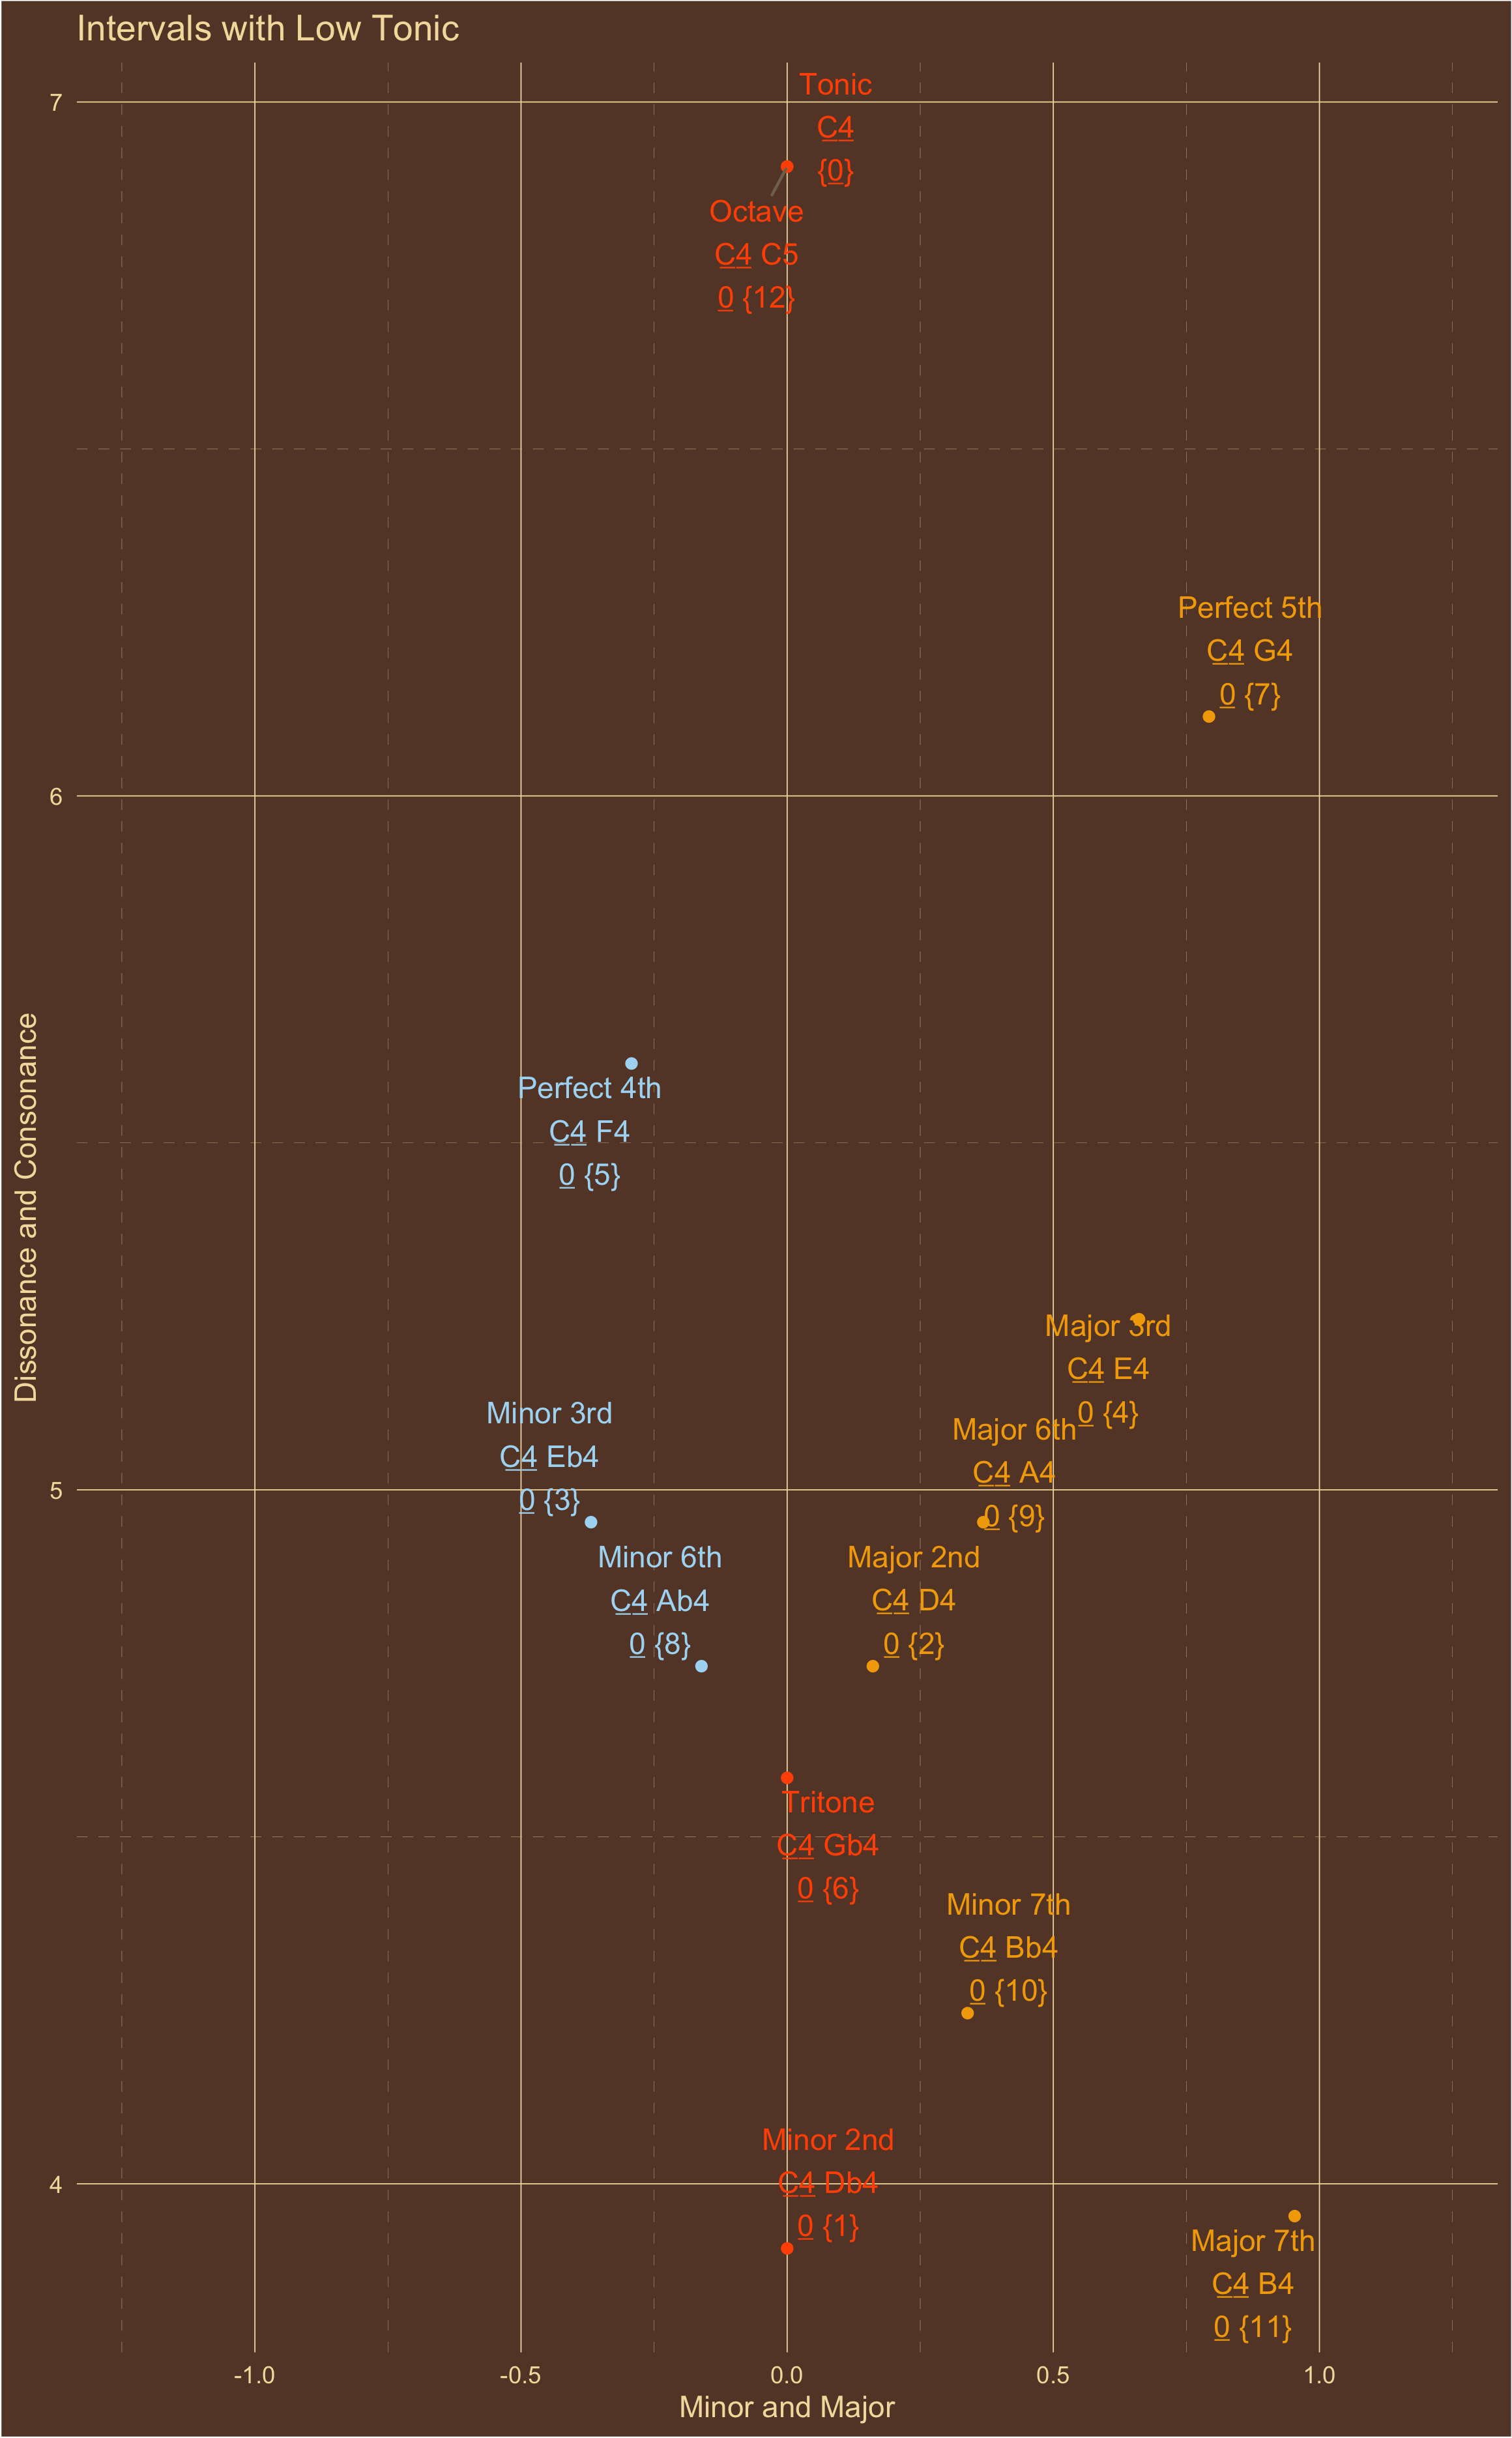 Intervals with Low Tonic
7
Tonic
C4
{0}
Octave
C4 C5
0 {12}
Perfect 5th
C4 G4
0 {7}
6
Perfect 4th
C4 F4
0 {5}
Dissonance and Consonance
Major 3rd
C4 E4
0 {4}
Minor 3rd
C4 Eb4
0 {3}
Major 6th
C4 A4
0 {9}
5
Minor 6th
C4 Ab4
0 {8}
Major 2nd
C4 D4
0 {2}
Tritone
C4 Gb4
0 {6}
Minor 7th
C4 Bb4
0 {10}
Minor 2nd
C4 Db4
0 {1}
4
Major 7th
C4 B4
0 {11}
-1.0 -0.5 0.0 0.5 1.0
Minor and Major